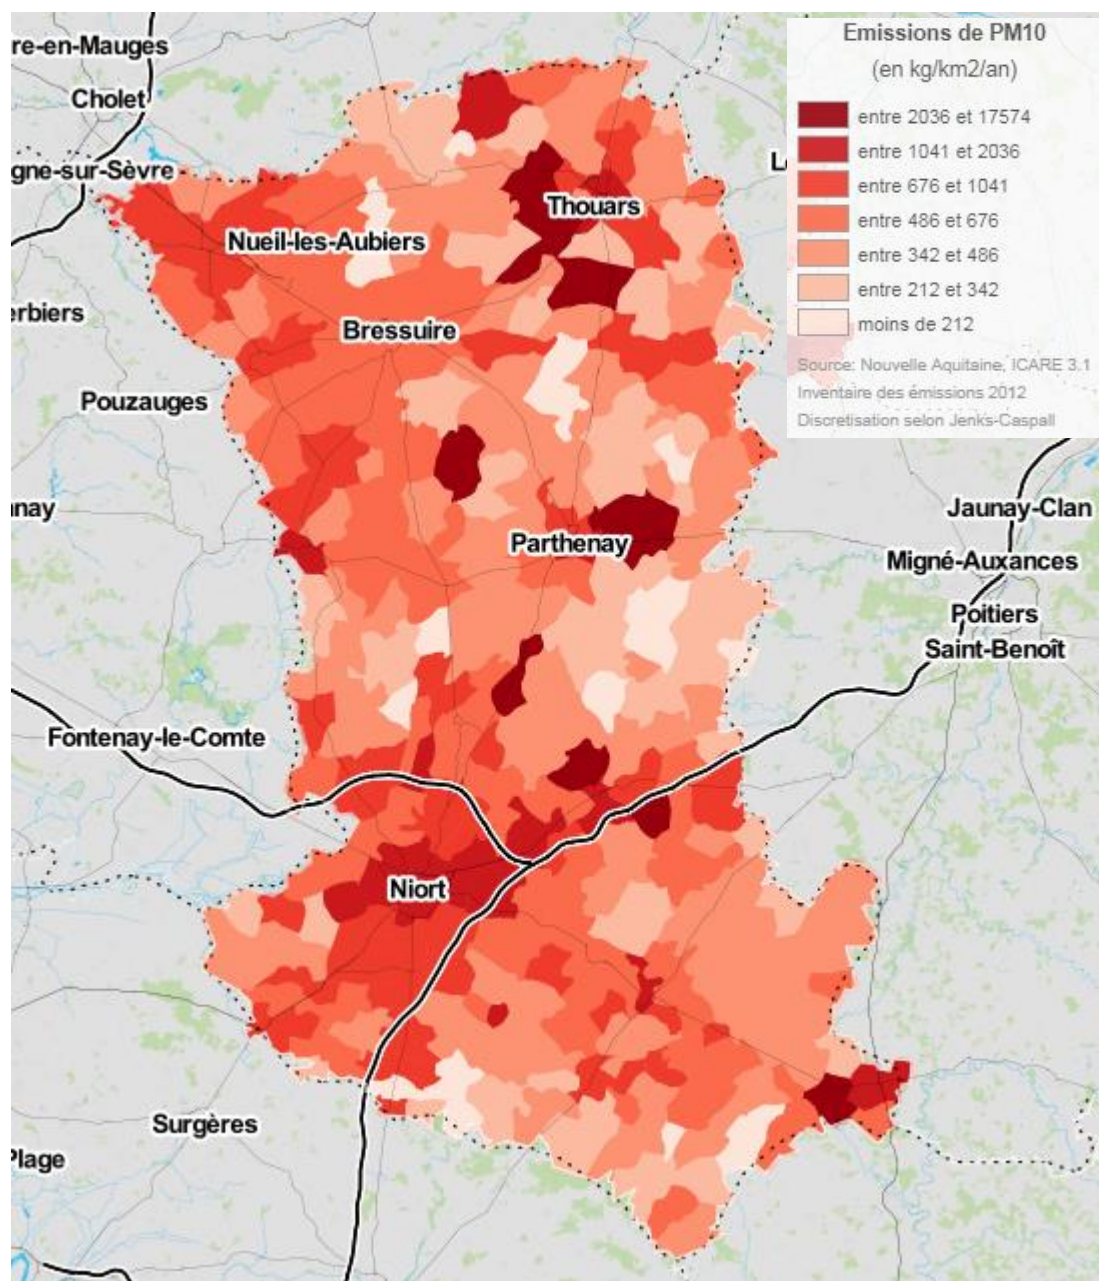 re-en-Mauges
Cholet
gne-sur-Sèvre
Thouars
Nueil-les-Aubiers
erbiers
Bressuire
Pouzauges
nay
Parthenay
Jaunay-Clan
Migné-Auxances
Poitiers
Saint-Benoît
Fontenay-le-Comte
Niort
Surgères
Plage
L
Emissions de PM10
(en kg/km2/an)
entre 2036 et 17574
entre 1041 et 2036
entre 676 et 1041
entre 486 et 676
entre 342 et 486
entre 212 et 342
moins de 212
Source: Nouvelle Aquitaine, ICARE 3.1
Inventaire des émissions 2012
Discretisation selon Jenks-Caspall